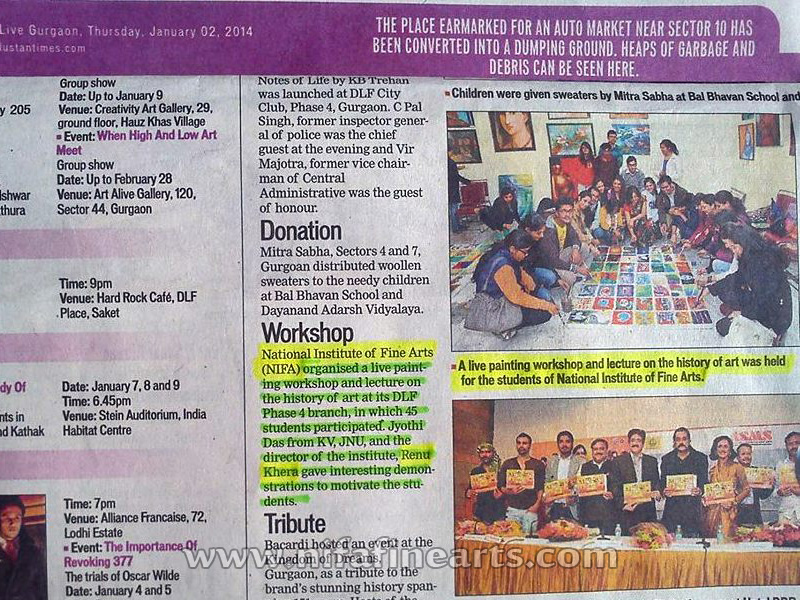 Live Gurgaon, Thursday, January 02, 2014
lustantimes.com
THE PLACE EARMARKED FOR AN AUTO MARKET NEAR SECTOR 10 HAS
BEEN CONVERTED INTO A DUMPING GROUND. HEAPS OF GARBAGE AND
DEBRIS CAN BE SEEN HERE.
y 205
lshwar
thura
dy Of
nts in
nd Kathak
Group show
Date: Up to January 9
Venue: Creativity Art Gallery, 29,
ground floor, Hauz Khas Village
Event: When High And Low Art
Meet
Group show
Date: Up to February 28
Venue: Art Alive Gallery, 120,
Sector 44, Gurgaon
Time: 9pm
Venue: Hard Rock Café, DLF
Place, Saket
Date: January 7, 8 and 9
Time: 6.45pm
Venue: Stein Auditorium, India
Habitat Centre
Time: 7pm
Venue: Alliance Francaise, 72,
Lodhi Estate
Event: The Importance Of
Revoking 377
The trials of Oscar Wilde
Date: January 4 and 5
Notes of Life by KB Trehan
was launched at DLF City
Club, Phase 4, Gurgaon. C Pal
Singh, former inspector gener-
al of police was the chief
guest at the evening and Vir
Majotra, former vice chair-
man of Central
Administrative was the guest
of honour.
Donation
Mitra Sabha, Sectors 4 and 7,
Gurgoan distributed woollen
sweaters to the needy children
at Bal Bhavan School and
Dayanand Adarsh Vidyalaya.
Workshop
National Institute of Fine Arts
(NIFA) organised a live paint-
ing workshop and lecture on
the history of art at its DLF
Phase 4 branch, in which 45
students participated. Jyothi
Das from KV, JNU, and the
director of the institute, Renu
Khera gave interesting demon-
strations to motivate the stu-
dents.
Tribute
Bacardi hosted an event at the
Kingdom of Dreams,
Gurgaon, as a tribute to the
brand's stunning history span-
Children were given sweaters by Mitra Sabha at Bal Bhavan School and
A live painting workshop and lecture on the history of art was held
for the students of National Institute of Fine Arts.
www.nifafinearts.com